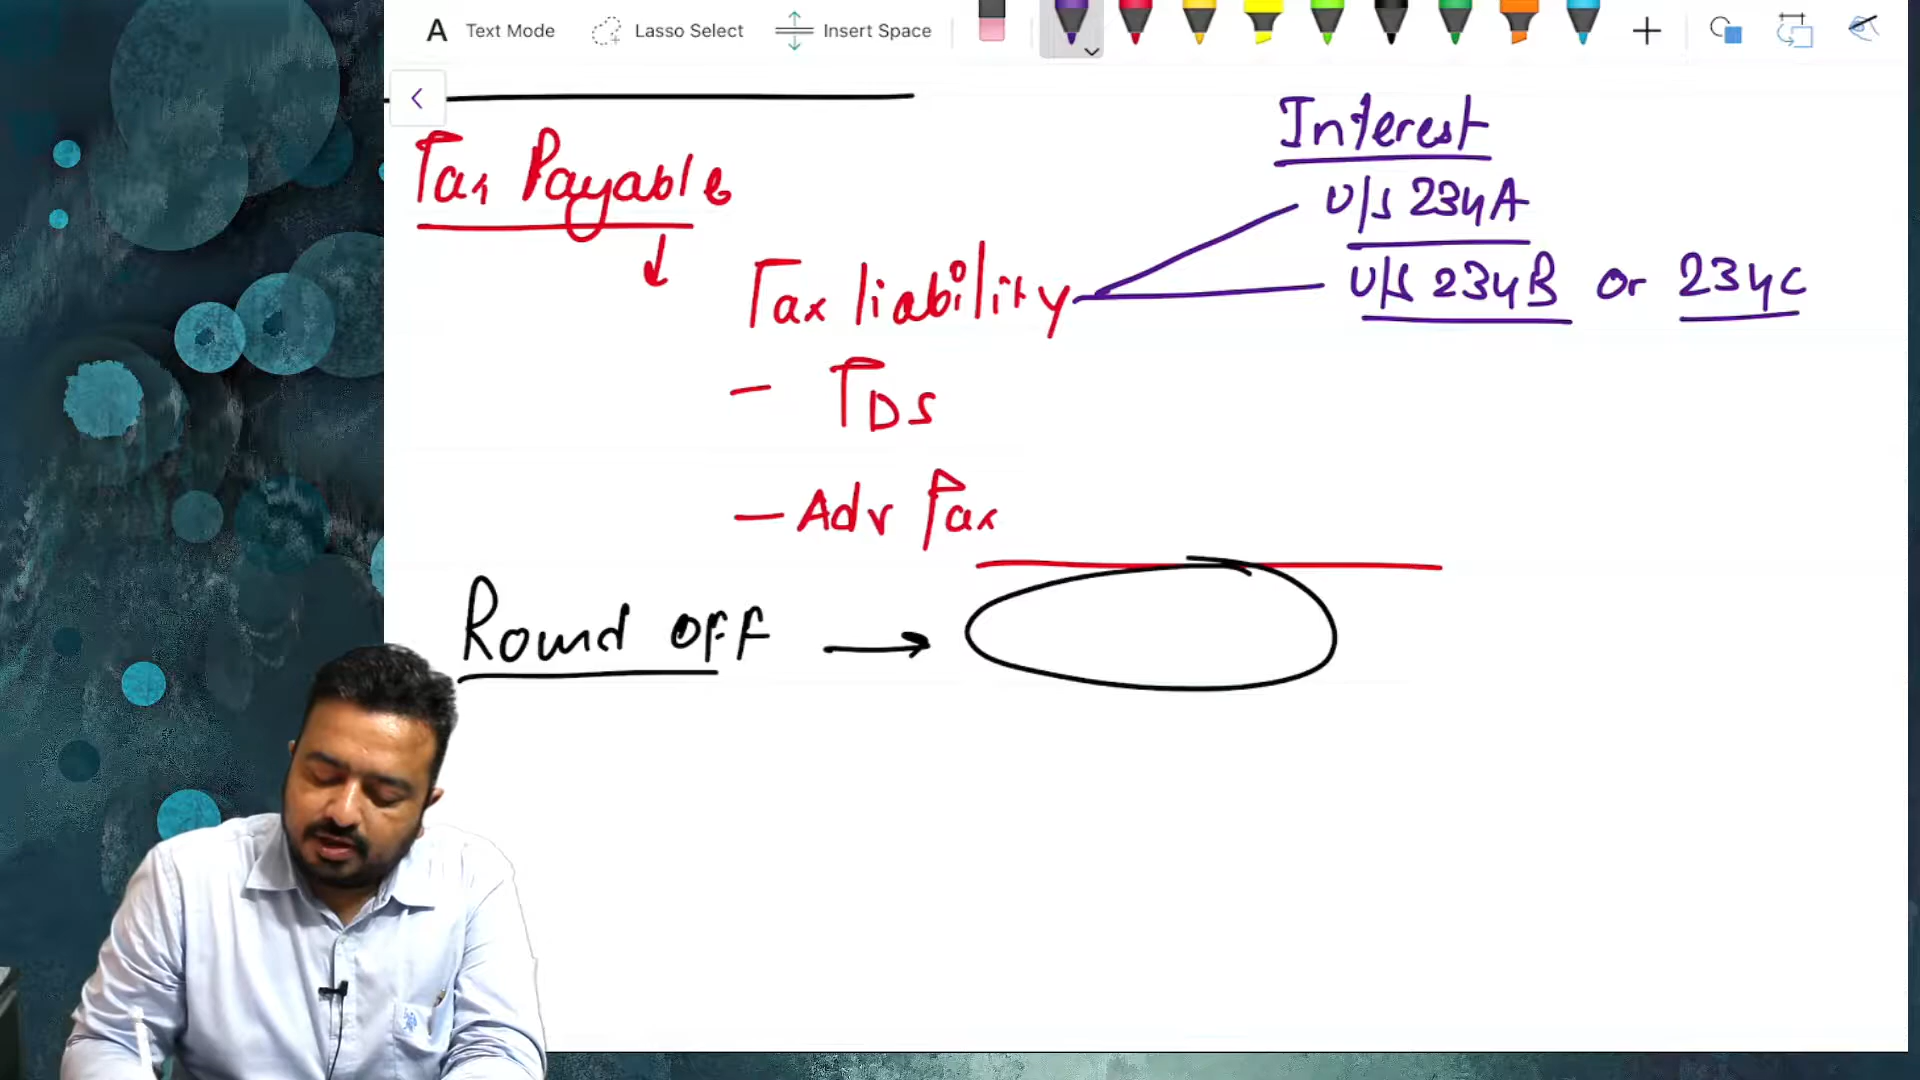 A Text Mode Lasso Select Insert Space
Interest
Tax Payable
U/s 234A
Tax liability
U/s 234B or 234C
- TDS
- Adv Tax
Round off